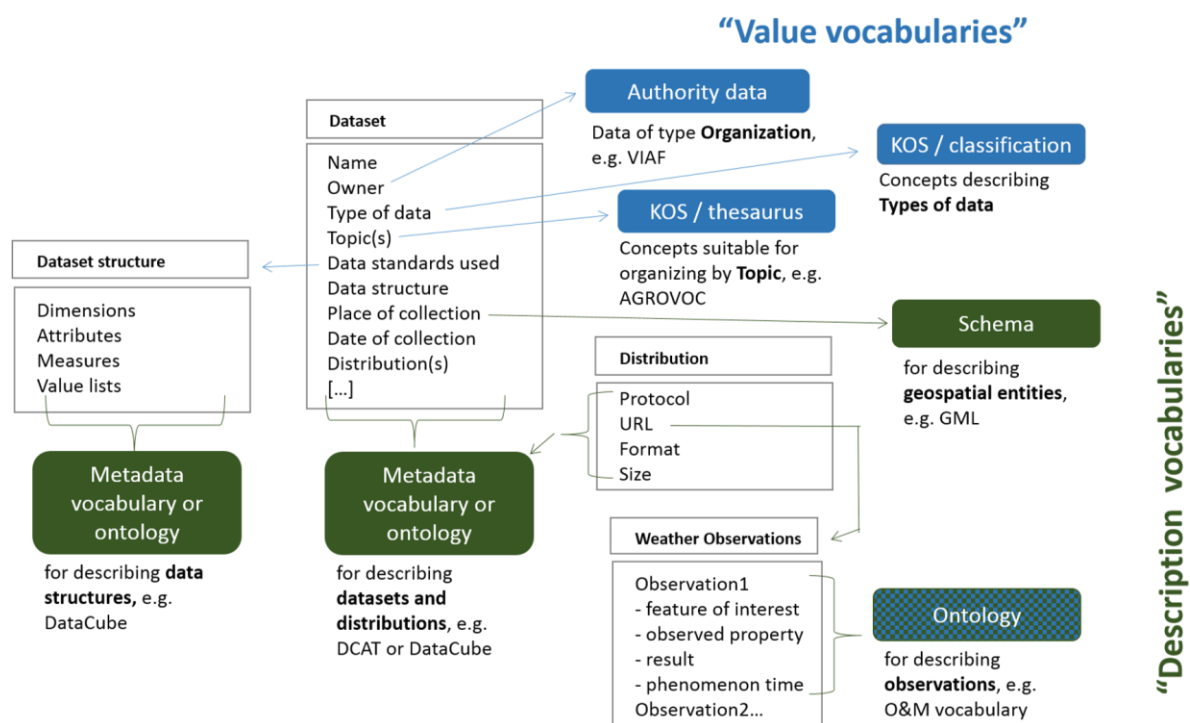 “Value vocabularies”
Authority data
Data of type Organization,
e.g. VIAF
KOS / classification
Concepts describing
Types of data
KOS / thesaurus
Concepts suitable for
organizing by Topic, e.g.
AGROVOC
Dataset
Name
Owner
Type of data
Topic(s)
Data standards used
Data structure
Place of collection
Date of collection
Distribution(s)
[...]
Dataset structure
Dimensions
Attributes
Measures
Value lists
Metadada
vocabulary or
ontology
for describing data
structures, e.g.
DataCube
Metadada
vocabulary or
ontology
for describing
datasets and
distributions, e.g.
DCAT or DataCube
Distribution
Protocol
URL
Format
Size
Schema
for describing
geospatial entities,
e.g. GML
Weather Observations
Observation1
- feature of interest
- observed property
- result
- phenomenon time
Observation2...
Ontology
for describing
observations, e.g.
O&M vocabulary
“Description vocabularies”